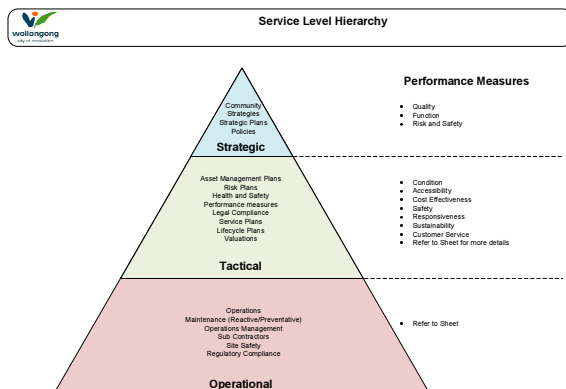 wollongong
city of innovation
Service Level Hierarchy
Performance Measures
Community
Strategies
Strategic Plans
Policies
Strategic
• Quality
• Function
• Risk and Safety
Asset Management Plans
Risk Plans
Health and Safety
Performance measures
Legal Compliance
Service Plans
Lifecycle Plans
Valuations
Tactical
• Condition
• Accessibility
• Cost Effectiveness
• Safety
• Responsiveness
• Sustainability
• Customer Service
• Refer to Sheet for more details
Operations
Maintenance (Reactive/Preventative)
Operations Management
Sub Contractors
Site Safety
Regulatory Compliance
Operational
• Refer to Sheet